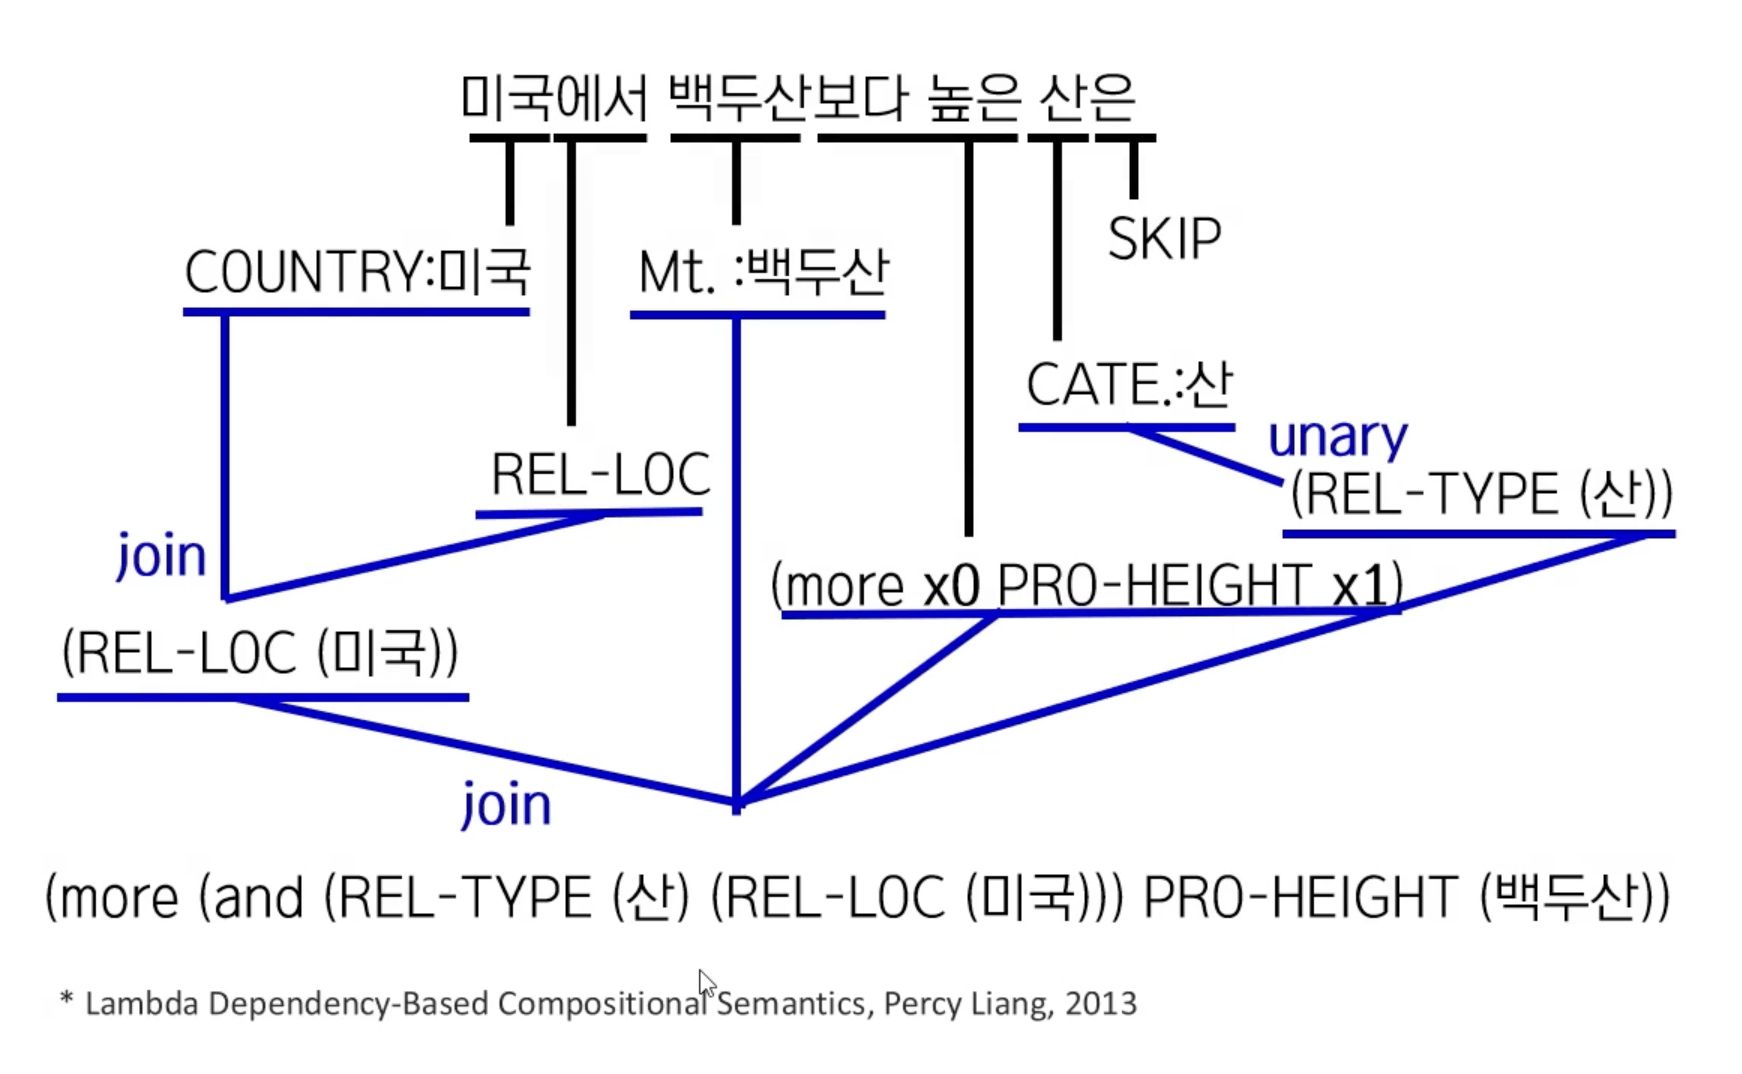 미국에서 백두산보다 높은 산은
SKIP
COUNTRY:미국
Mt. :백두산
CATE.:산
unary
REL-LOC
(REL-TYPE (산))
join
(more x0 PRO-HEIGHT x1)
(REL-LOC (미국))
join
(more (and (REL-TYPE (산) (REL-LOC (미국))) PRO-HEIGHT (백두산))
* Lambda Dependency-Based Compositional Semantics, Percy Liang, 2013